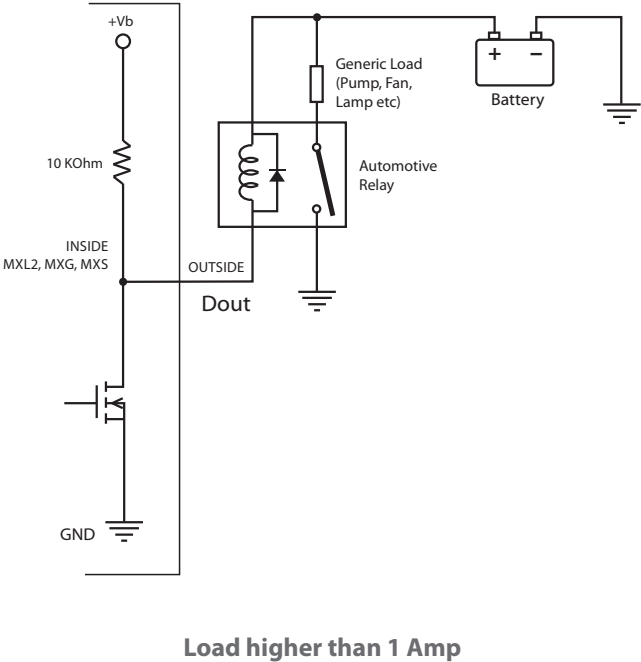 +Vb
Generic Load
(Pump, Fan,
Lamp etc)
+
−
Battery
10 KOhm
Automotive
Relay
INSIDE
MXL2, MXG, MXS
OUTSIDE
Dout
GND
Load higher than 1 Amp